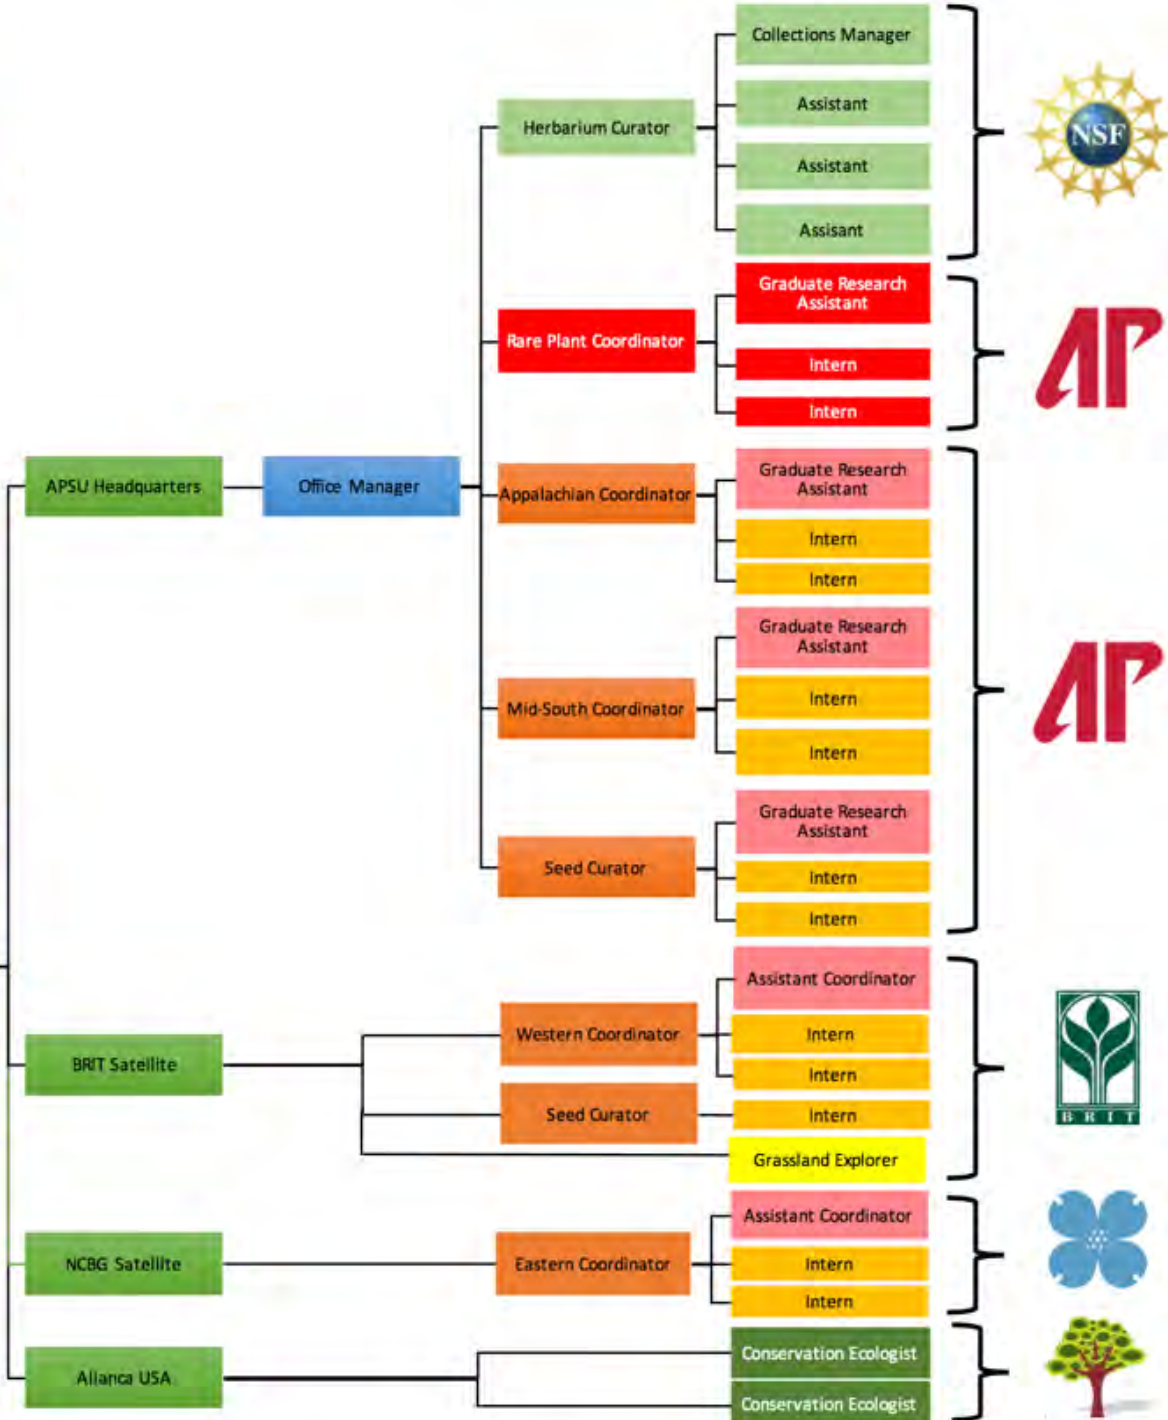 Collections Manager
Assistant
Herbarium Curator
NSF
Assistant
Assisant
Graduate Research
Assistant
Rare Plant Coordinator
Intern
Intern
AP
APSU Headquarters
Office Manager
Appalachian Coordinator
Graduate Research
Assistant
Intern
Intern
Graduate Research
Assistant
Mid-South Coordinator
Intern
Intern
AP
Graduate Research
Assistant
Seed Curator
Intern
Intern
Assistant Coordinator
Western Coordinator
Intern
BRIT Satellite
Intern
Seed Curator
Intern
BRIT
Grassland Explorer
Assistant Coordinator
NCBG Satellite
Eastern Coordinator
Intern
Intern
Conservation Ecologist
Alianca USA
Conservation Ecologist